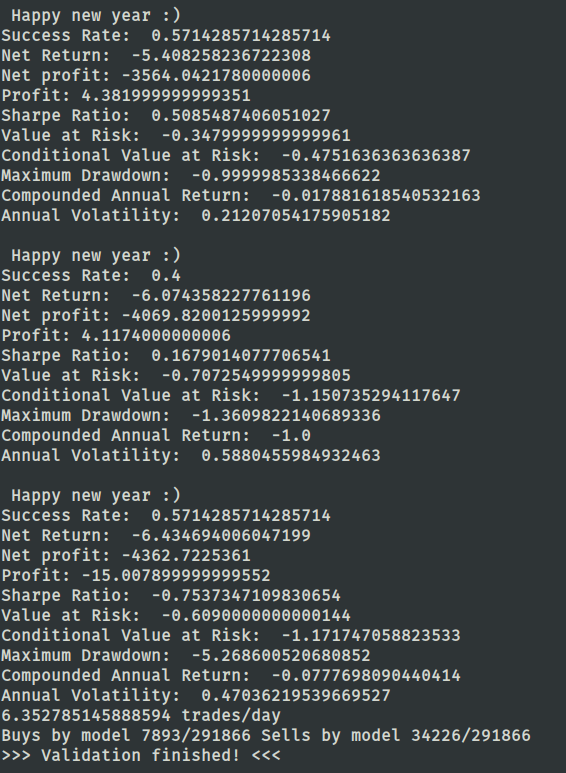 Happy new year :)
Success Rate:  0.5714285714285714
Net Return:  -5.408258236722308
Net profit: -3564.0421780000006
Profit: 4.381999999999351
Sharpe Ratio:  0.5085487406051027
Value at Risk:  -0.3479999999999961
Conditional Value at Risk:  -0.4751636363636387
Maximum Drawdown:  -0.9999985338466622
Compounded Annual Return:  -0.017881618540532163
Annual Volatility:  0.21207054175905182

Happy new year :)
Success Rate:  0.4
Net Return:  -6.074358227761196
Net profit: -4069.8200125999992
Profit: 4.1174000000006
Sharpe Ratio:  0.1679014077706541
Value at Risk:  -0.7072549999999805
Conditional Value at Risk:  -1.150735294117647
Maximum Drawdown:  -1.3609822140689336
Compounded Annual Return:  -1.0
Annual Volatility:  0.5880455984932463

Happy new year :)
Success Rate:  0.5714285714285714
Net Return:  -6.434694006047199
Net profit: -4362.7225361
Profit: -15.007899999999552
Sharpe Ratio:  -0.7537347109830654
Value at Risk:  -0.6090000000000144
Conditional Value at Risk:  -1.171747058823533
Maximum Drawdown:  -5.268600520680852
Compounded Annual Return:  -0.0777698090440414
Annual Volatility:  0.47036219539669527
6.352785145888594 trades/day
Buys by model 7893/291866 Sells by model 34226/291866
>>> Validation finished! <<<